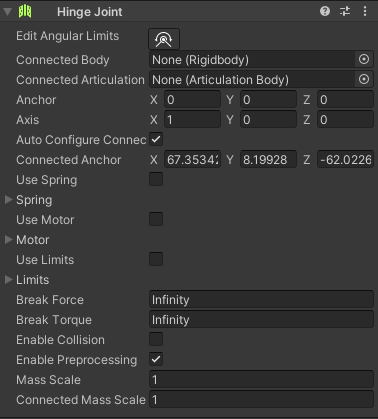 Hinge Joint
Edit Angular Limits
Connected Body None (Rigidbody)
Connected Articulation None (Articulation Body)
Anchor X 0 Y 0 Z 0
Axis X 1 Y 0 Z 0
Auto Configure Connec
Connected Anchor X 67.35342 Y 8.19928 Z -62.0226
Use Spring
Spring
Use Motor
Motor
Use Limits
Limits
Break Force Infinity
Break Torque Infinity
Enable Collision
Enable Preprocessing
Mass Scale 1
Connected Mass Scale 1